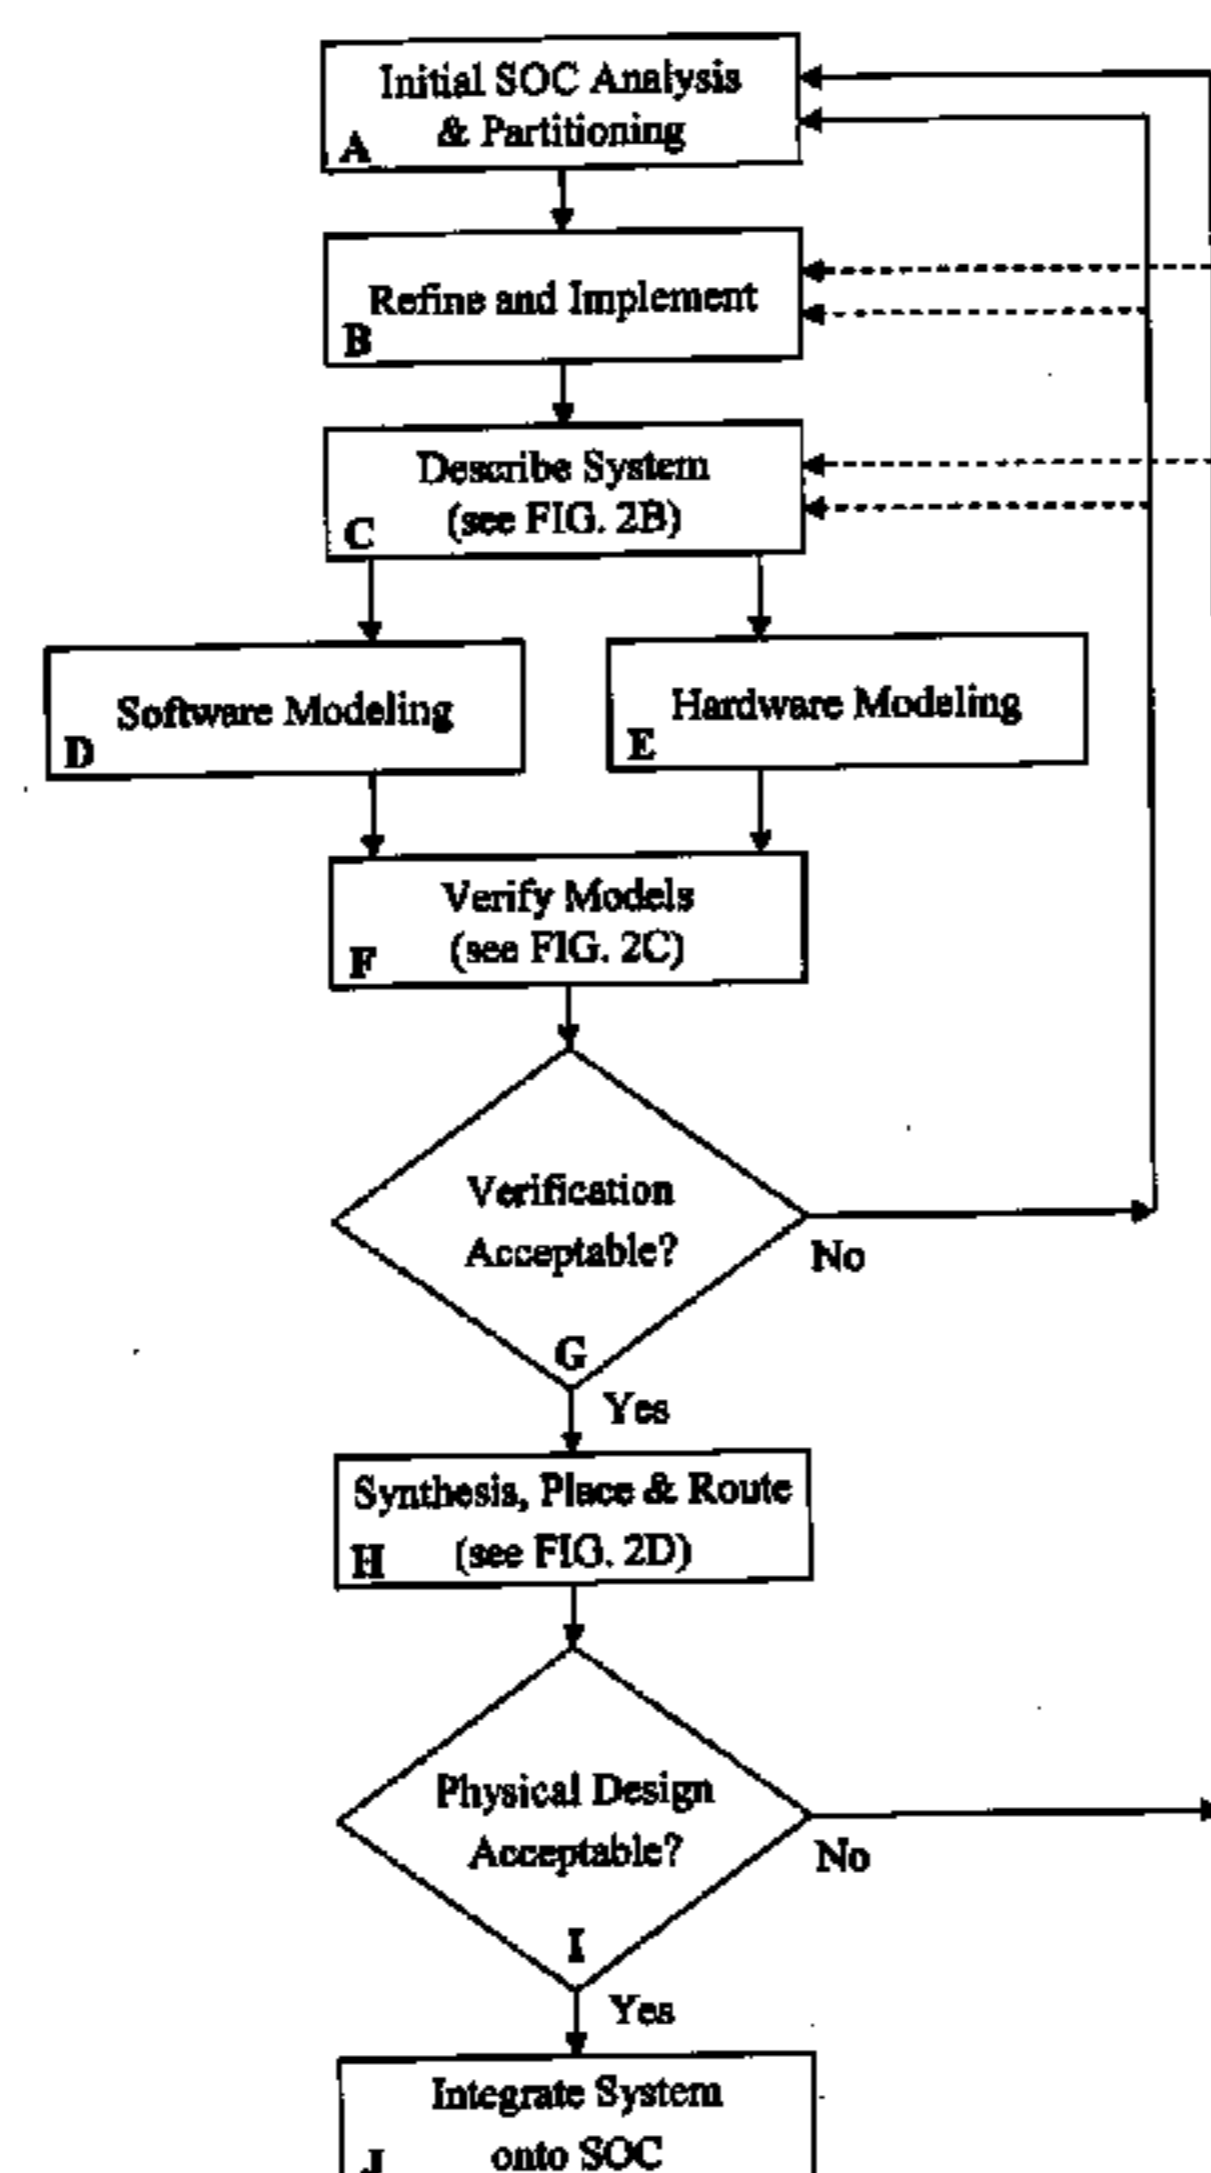 Initial SOC Analysis
& Partitioning
A
Refine and Implement
B
Describe System
(see FIG. 2B)
C
Software Modeling
D
Hardware Modeling
E
Verify Models
(see FIG. 2C)
F
Verification
Acceptable?
No
G
Yes
Synthesis, Place & Route
(see FIG. 2D)
H
Physical Design
Acceptable?
No
I
Yes
Integrate System
onto SOC
J